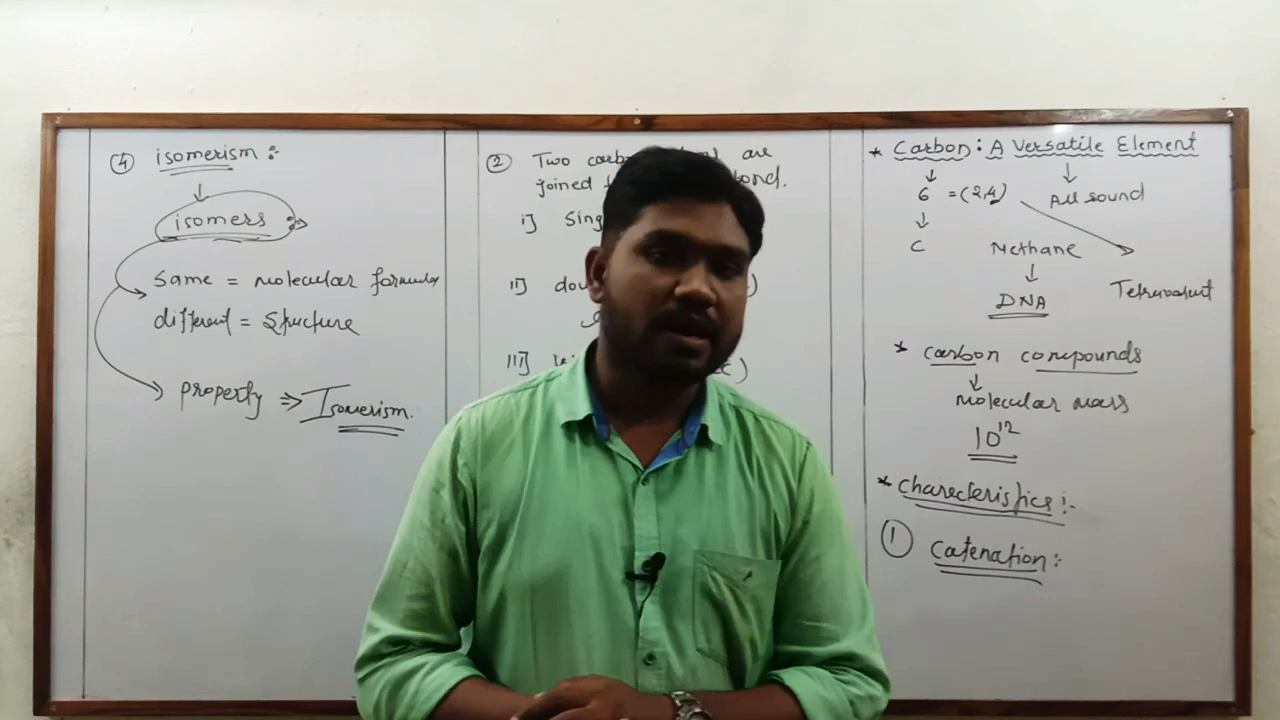 ④ isomerism :-
isomers :-
Same = molecular formula
different = Structure
property ⇒ Isomerism.
② Two are
joined bond.
i] Sing
ii] dou )
iii] )
* Carbon : A Versatile Element
6 = (2,4) All sound
C Methane
DNA Tetravalent
* carbon compounds
molecular mass
10¹²
* charecteristics :-
① catenation :-